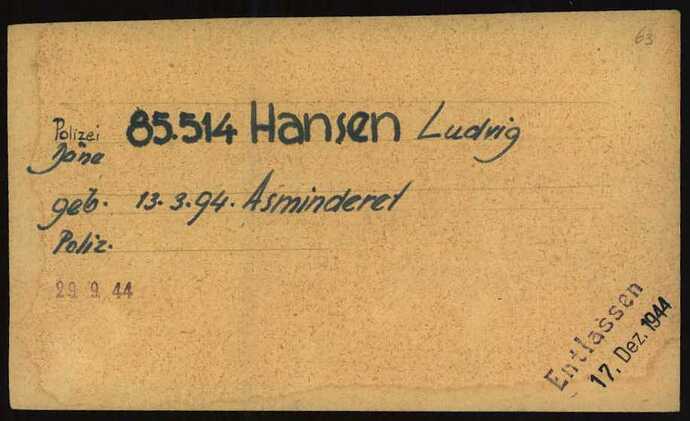 63
Polizei 85.514 Hansen Ludvig
Däne
geb. 13.3.94. Asminderet
Poliz.
29 9 44
Entlassen
17. Dez. 1944